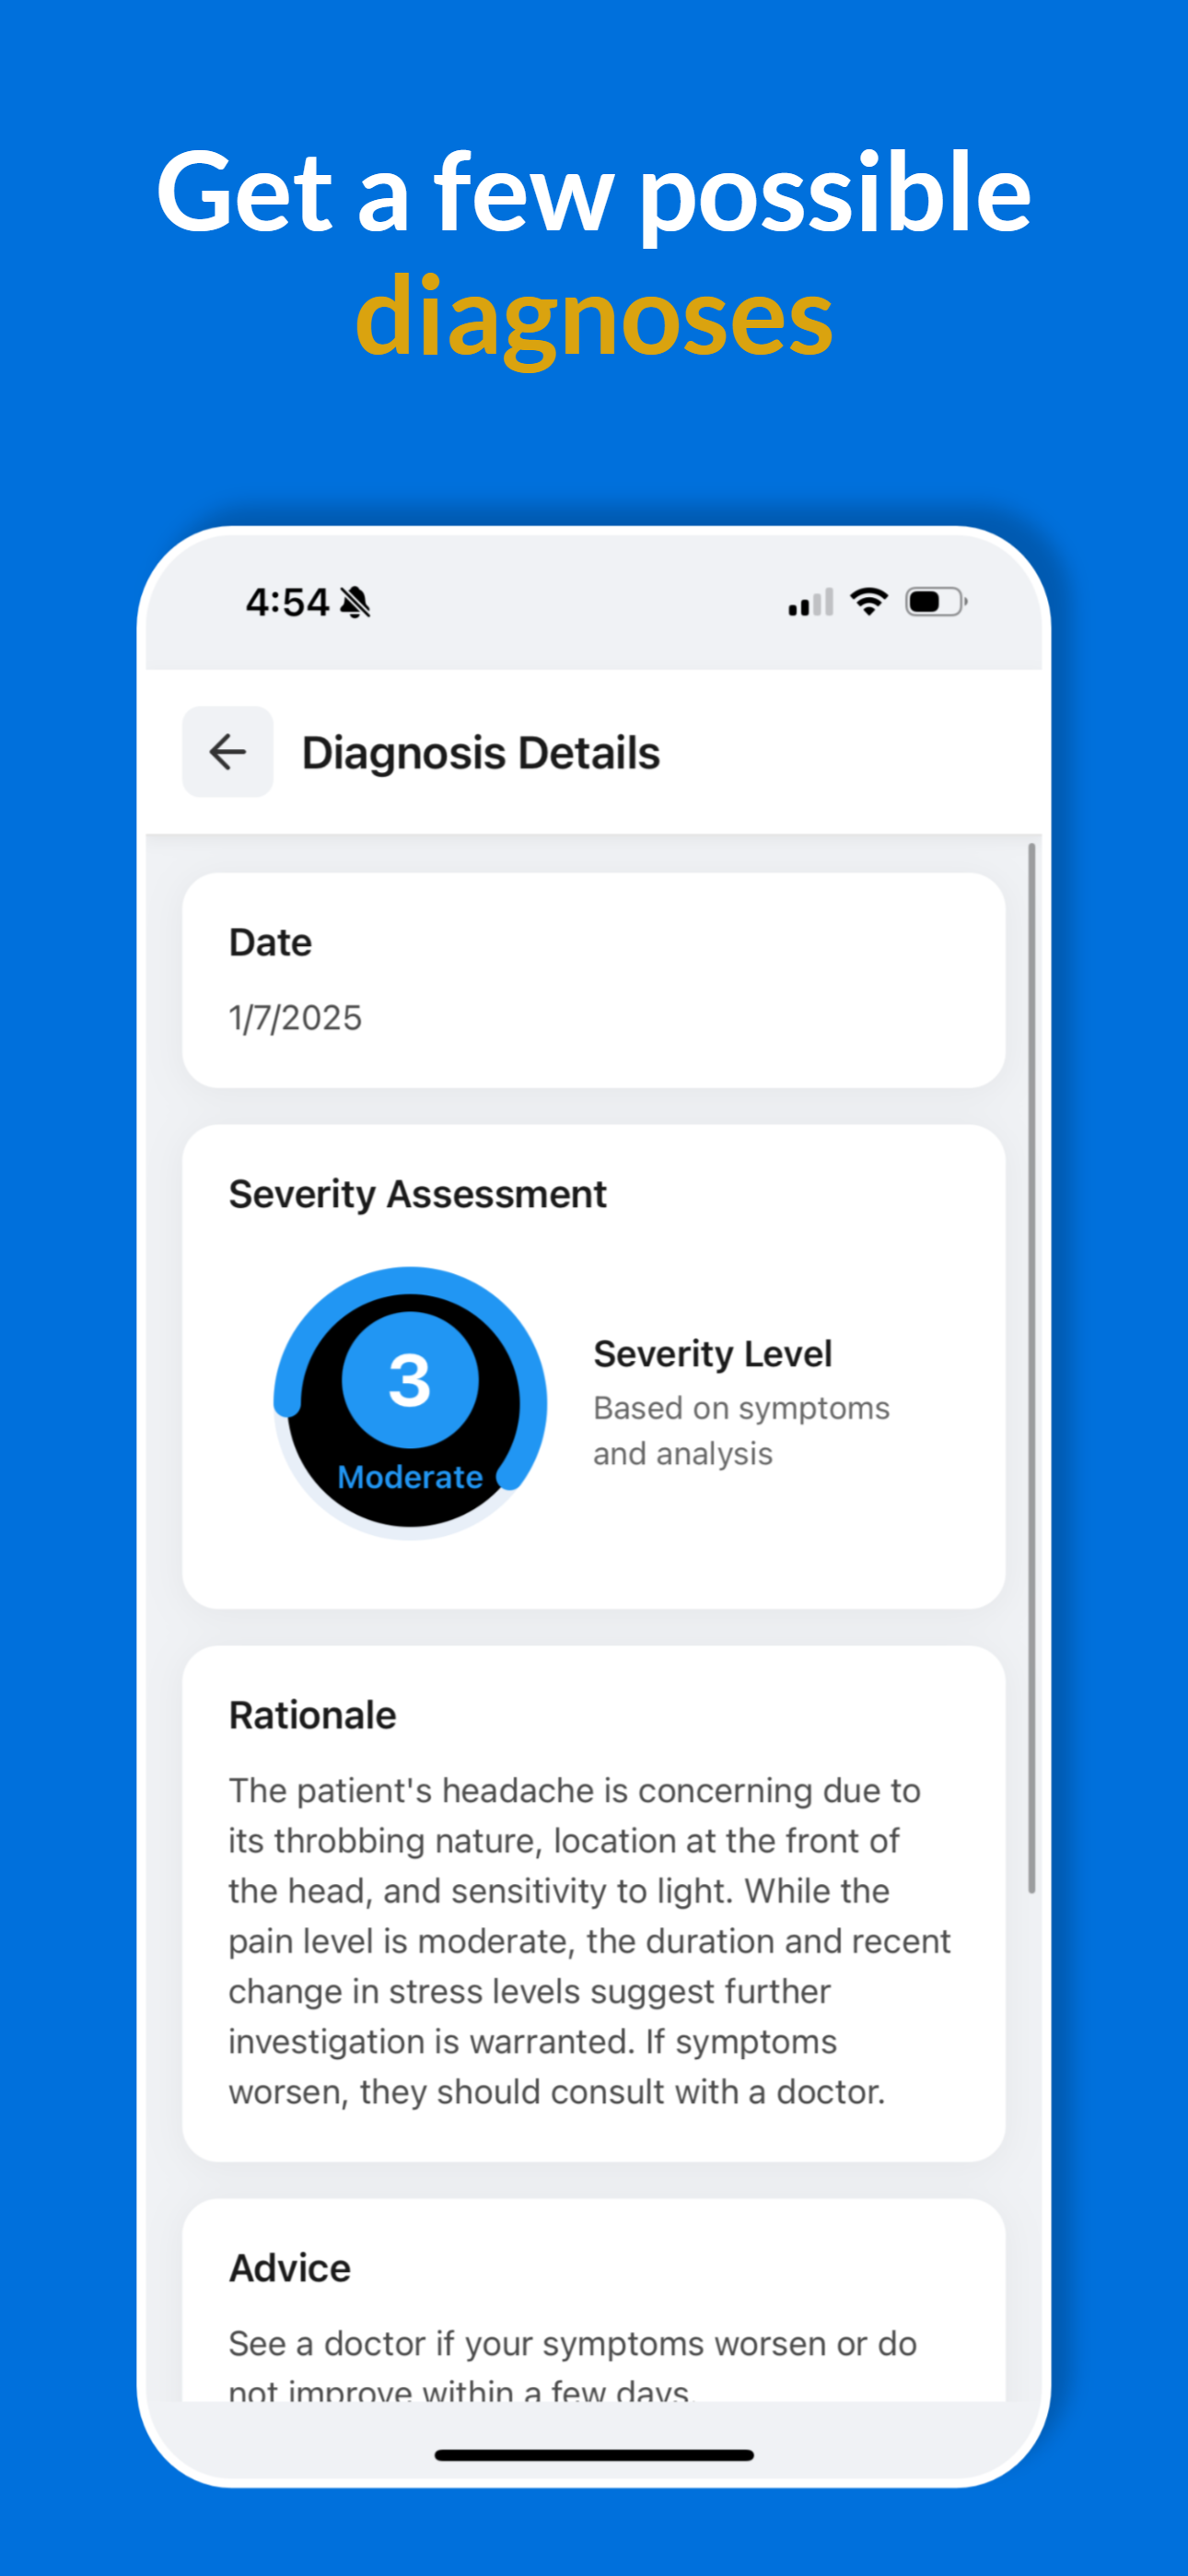 Get a few possible
diagnoses
4:54
Diagnosis Details
Date
1/7/2025
Severity Assessment
3
Moderate
Severity Level
Based on symptoms
and analysis
Rationale
The patient's headache is concerning due to
its throbbing nature, location at the front of
the head, and sensitivity to light. While the
pain level is moderate, the duration and recent
change in stress levels suggest further
investigation is warranted. If symptoms
worsen, they should consult with a doctor.
Advice
See a doctor if your symptoms worsen or do
not improve within a few days.